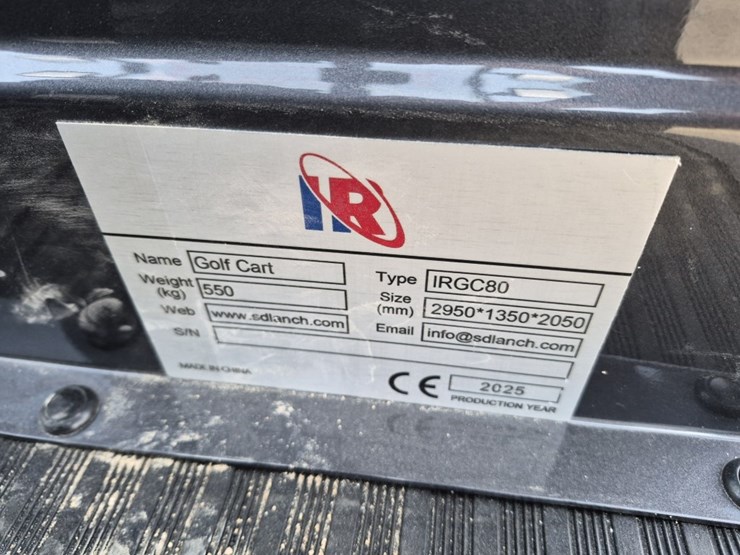 IR
Name Golf Cart Type IRGC80
Weight (kg) 550 Size (mm) 2950*1350*2050
Web www.sdlanch.com Email info@sdlanch.com
S/N
MADE IN CHINA
CE 2025
PRODUCTION YEAR